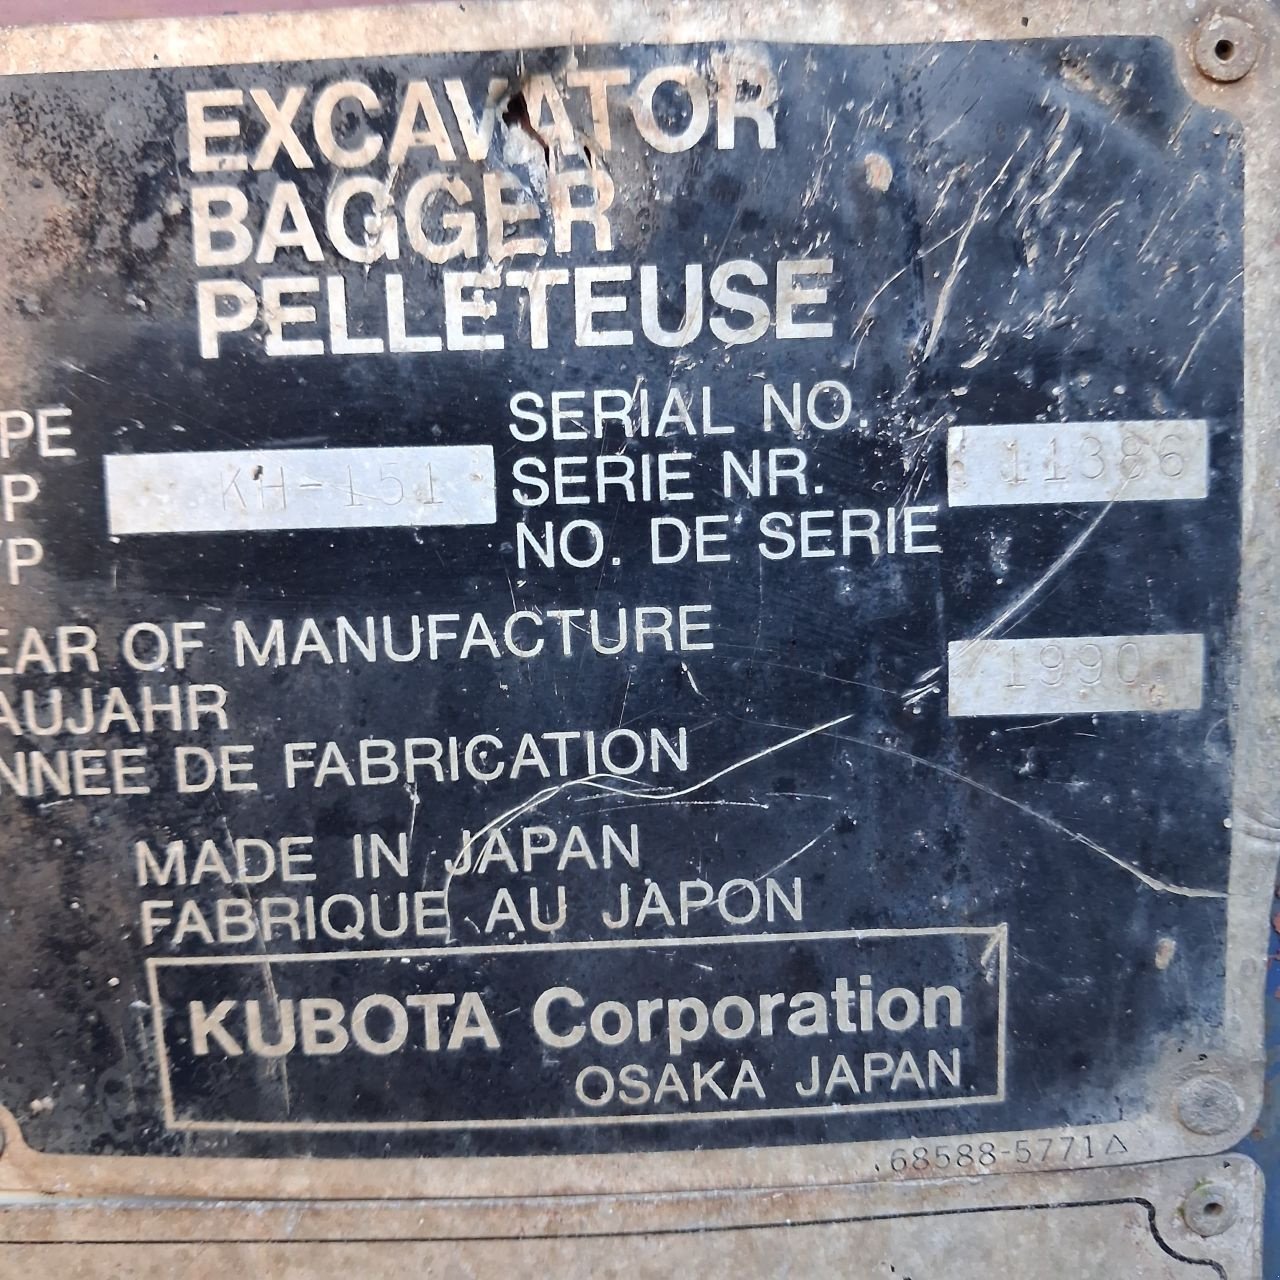 EXCAVATOR
BAGGER
PELLETEUSE
PE SERIAL NO.
P KH-151 SERIE NR. 11386
YP NO. DE SERIE
EAR OF MANUFACTURE
AUJAHR 1990
NNEE DE FABRICATION
MADE IN JAPAN
FABRIQUE AU JAPON
KUBOTA Corporation
OSAKA JAPAN
68588-5771△